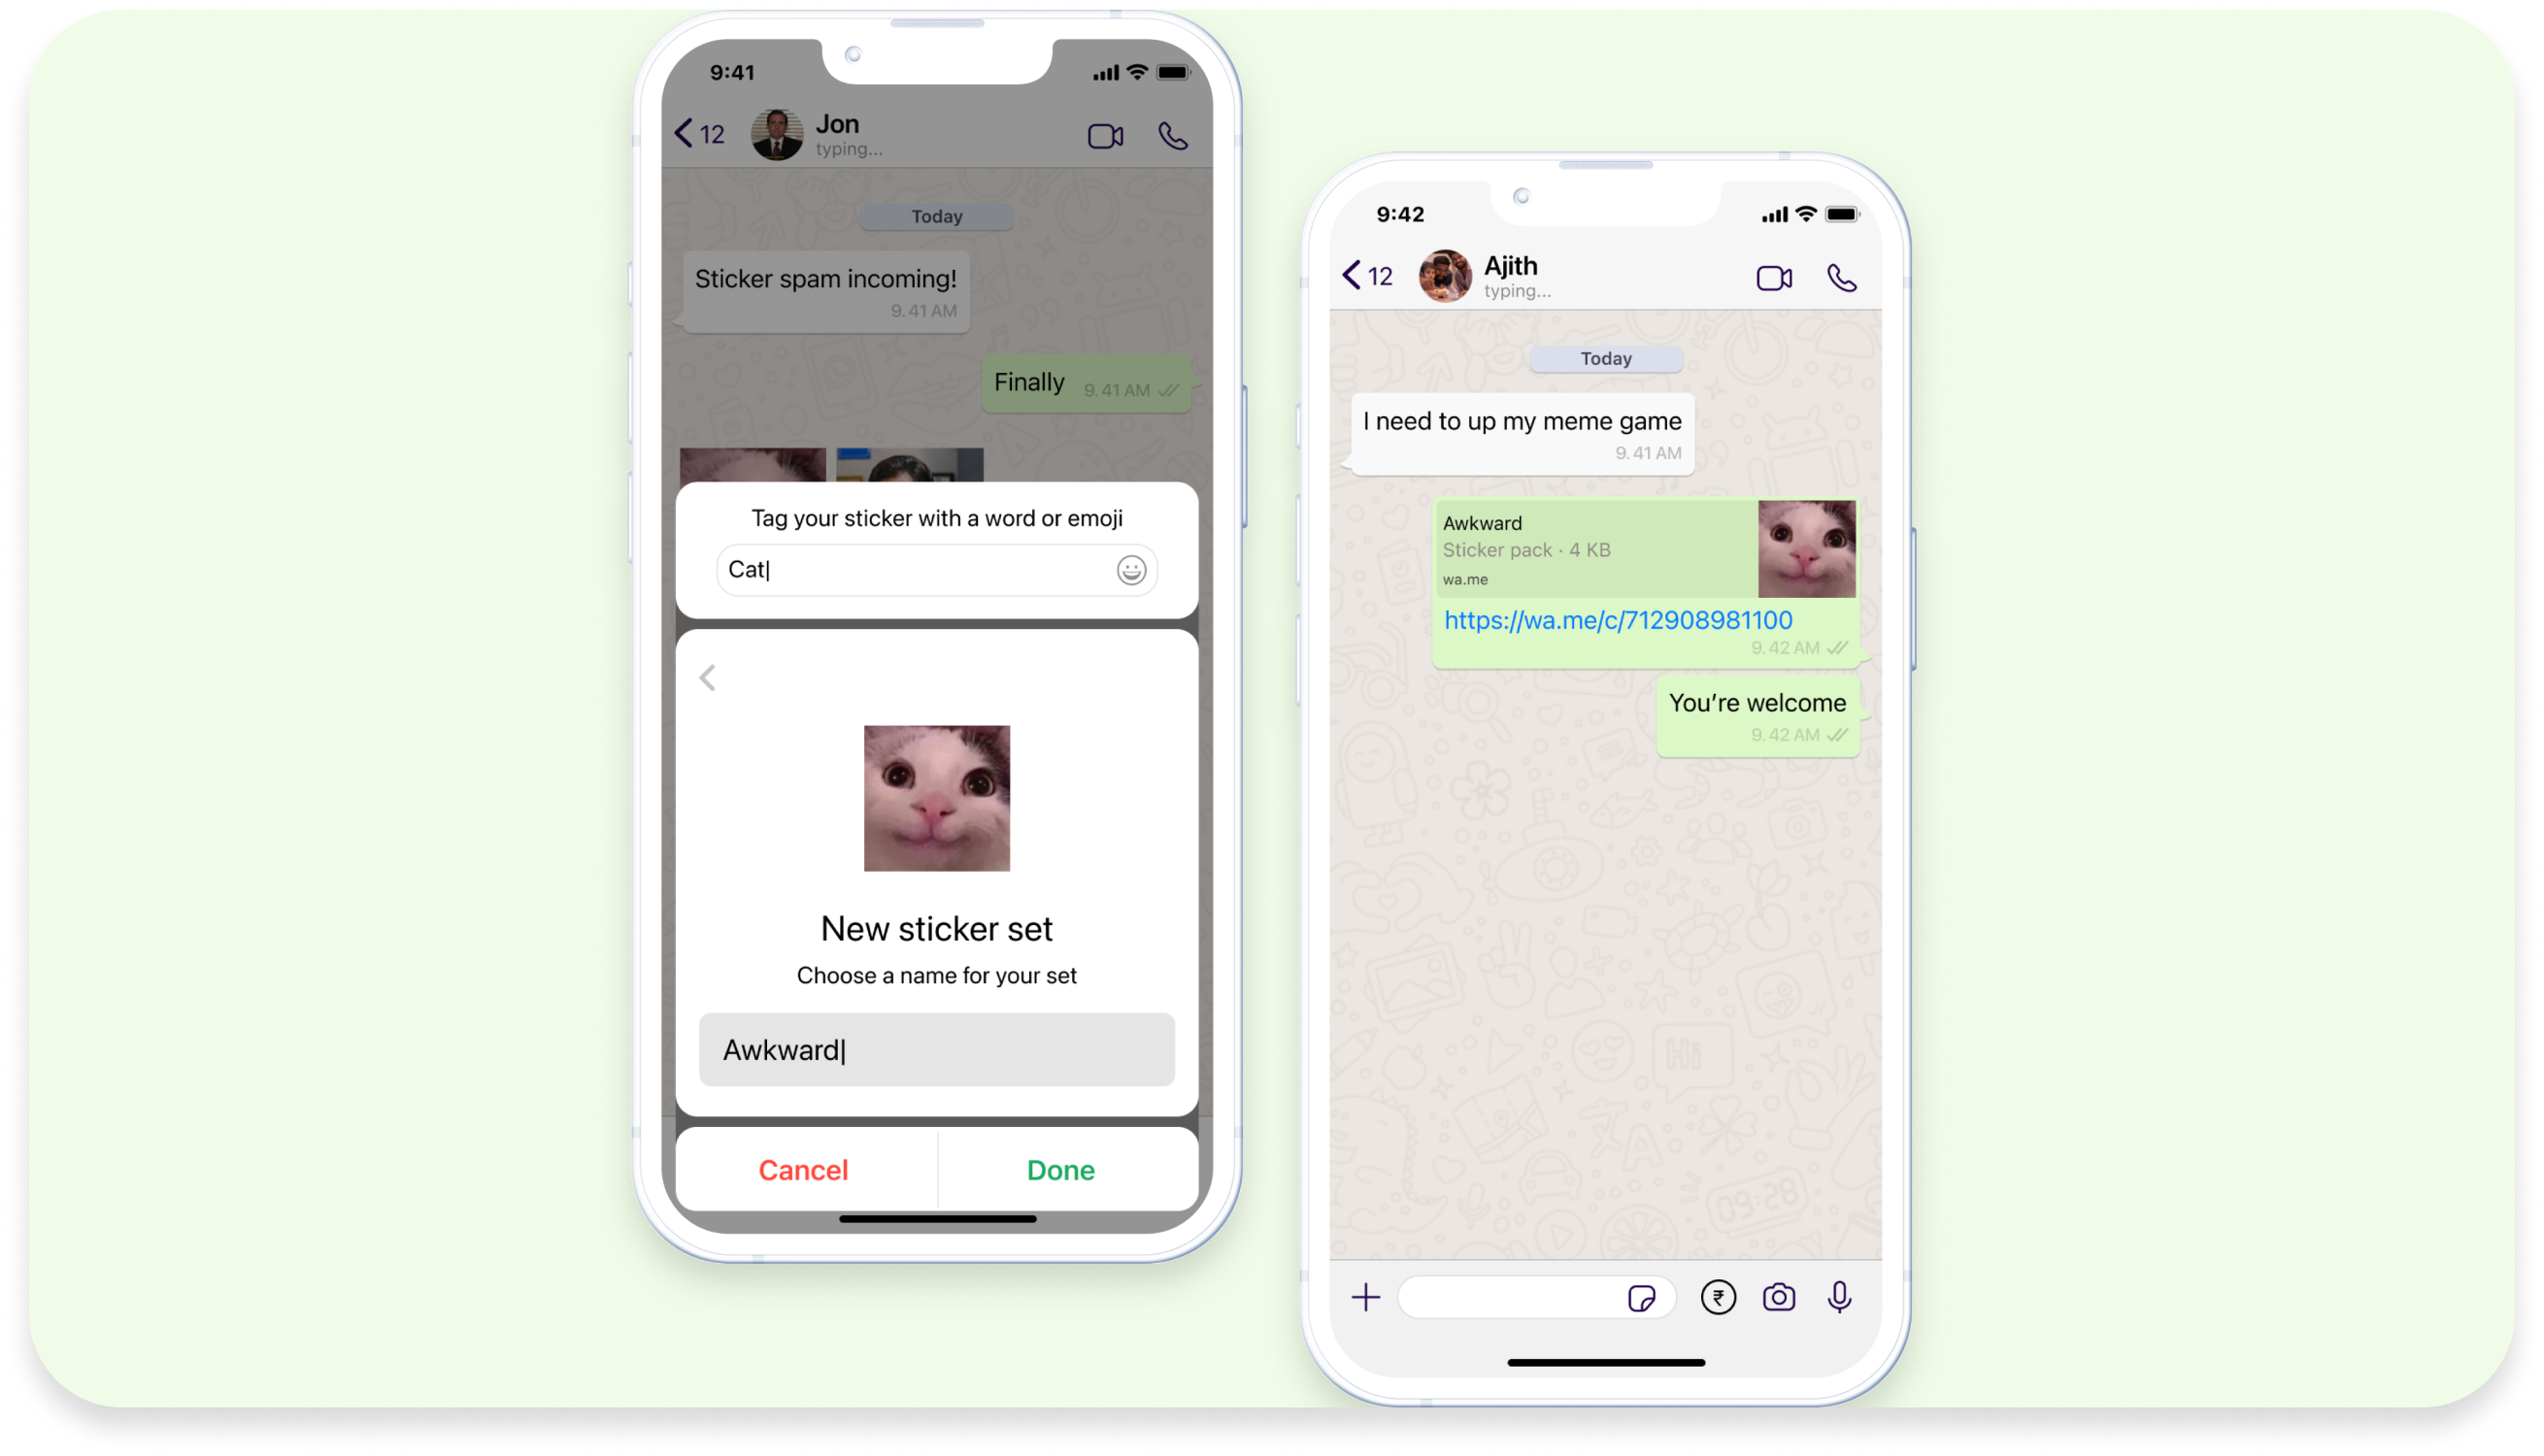 9:41
12
Jon
typing...
Today
Sticker spam incoming!
9.41 AM
Finally
9.41 AM
Tag your sticker with a word or emoji
Cat
New sticker set
Choose a name for your set
Awkward
Cancel
Done
9:42
12
Ajith
typing...
Today
I need to up my meme game
9.41 AM
Awkward
Sticker pack · 4 KB
wa.me
https://wa.me/c/712908981100
9.42 AM
You’re welcome
9.42 AM
Hi
09:28
₹